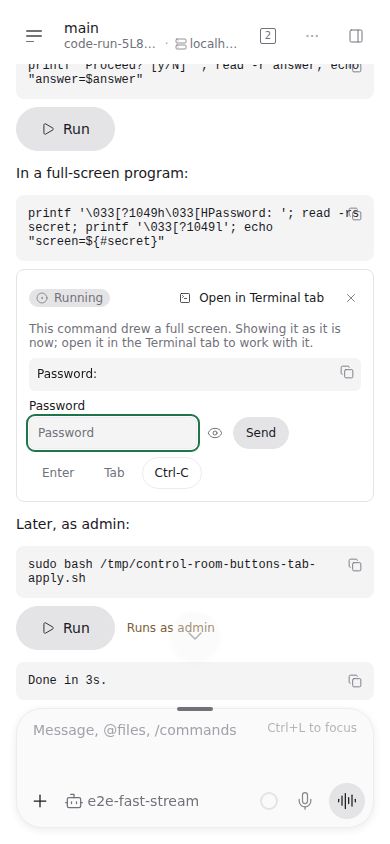 main
code-run-5L8… · localh…
2
printf 'Proceed? [y/N] '; read -r answer; echo
"answer=$answer"
Run
In a full-screen program:
printf '\033[?1049h\033[HPassword: '; read -rs
secret; printf '\033[?1049l'; echo
"screen=${#secret}"
Running
Open in Terminal tab
This command drew a full screen. Showing it as it is
now; open it in the Terminal tab to work with it.
Password:
Password
Password
Send
Enter Tab Ctrl-C
Later, as admin:
sudo bash /tmp/control-room-buttons-tab-
apply.sh
Run
Runs as admin
Done in 3s.
Message, @files, /commands
Ctrl+L to focus
e2e-fast-stream